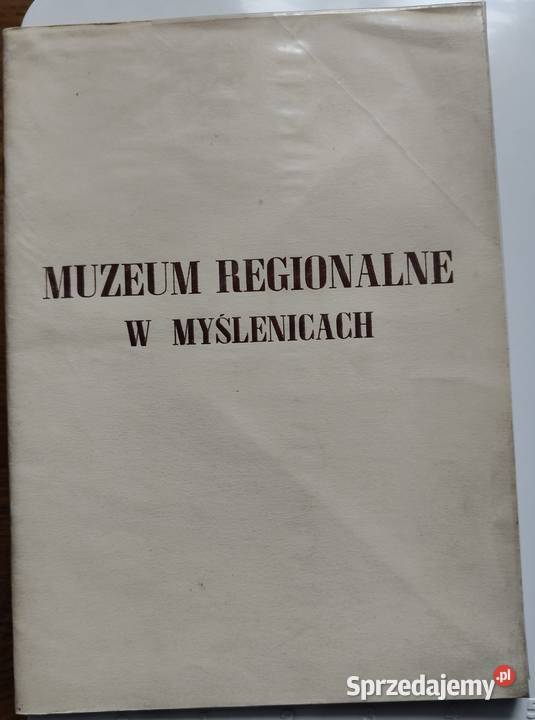 MUZEUM REGIONALNE
W MYŚLENICACH
Sprzedajemy.pl